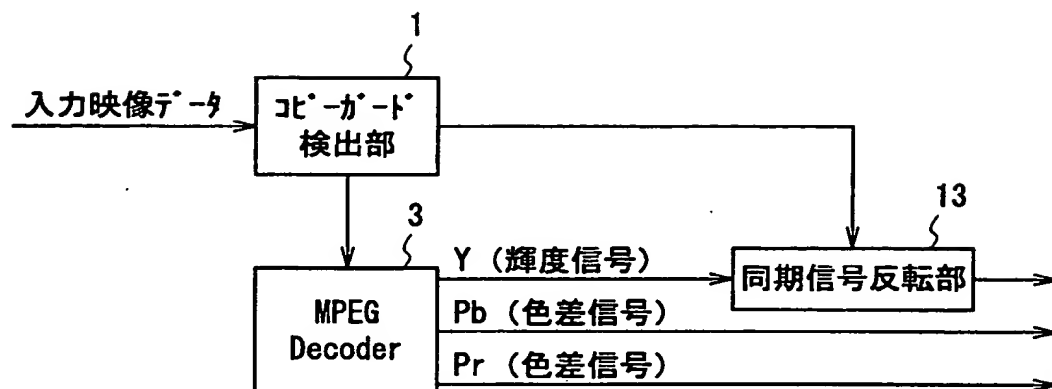 1
入力映像ﾃﾞｰﾀ
ｺﾋﾟｰｶﾞｰﾄﾞ
検出部
3
13
MPEG
Decoder
Y (輝度信号)
同期信号反転部
Pb (色差信号)
Pr (色差信号)